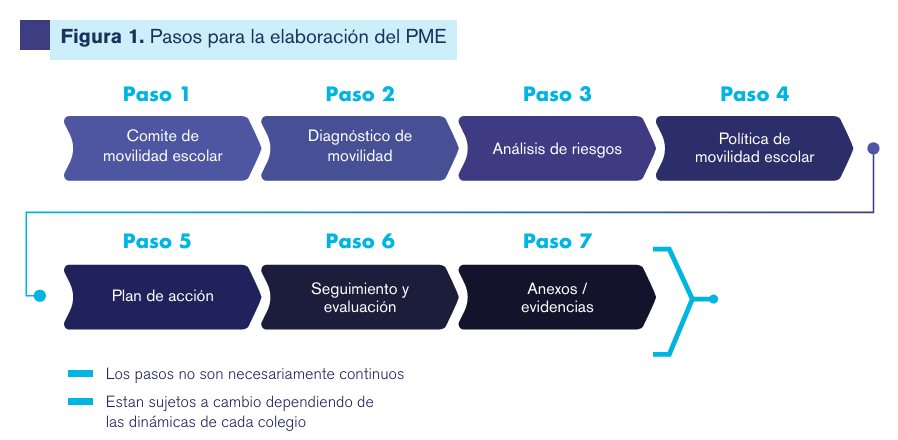 Figura 1. Pasos para la elaboración del PME
Paso 1
Comite de
movilidad escolar
Paso 2
Diagnóstico de
movilidad
Paso 3
Análisis de riesgos
Paso 4
Política de
movilidad escolar
Paso 5
Plan de acción
Paso 6
Seguimiento y
evaluación
Paso 7
Anexos /
evidencias
Los pasos no son necesariamente continuos
Estan sujetos a cambio dependiendo de
las dinámicas de cada colegio